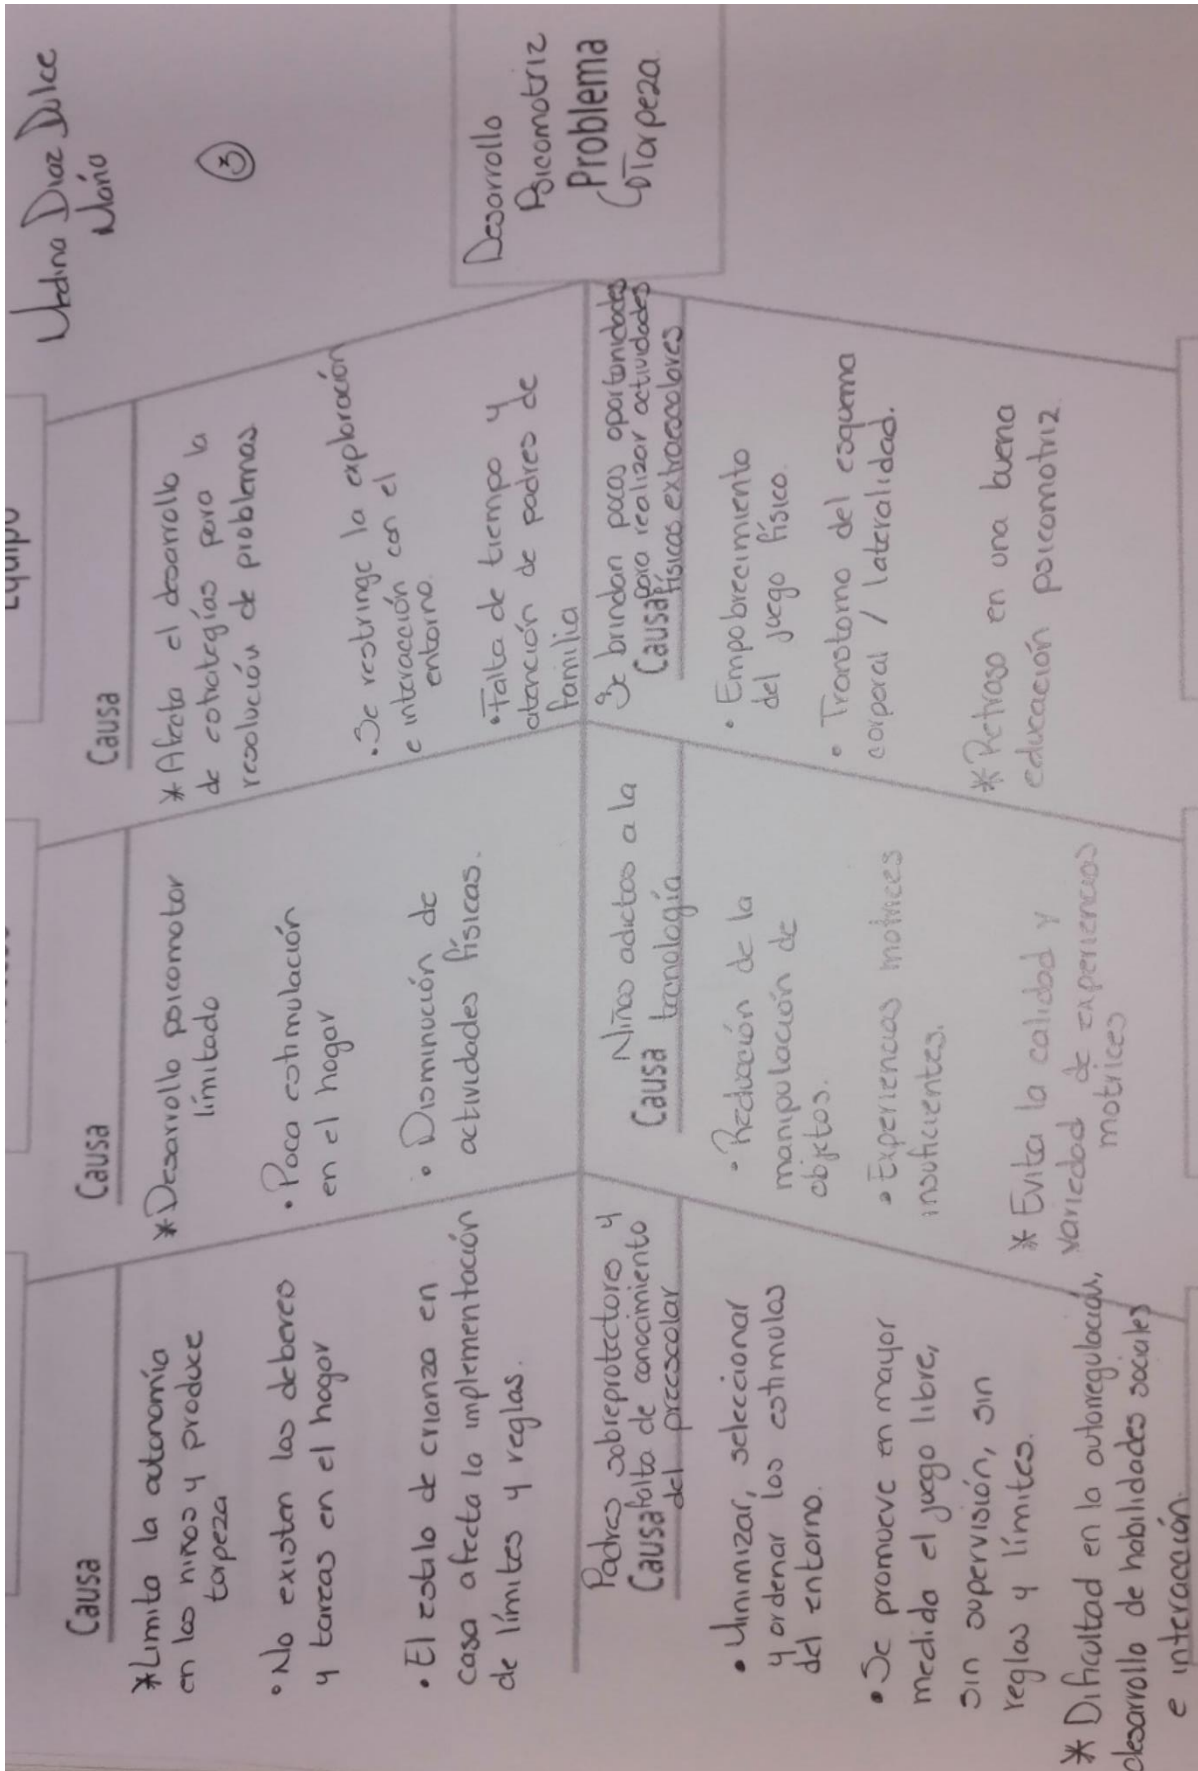 Díaz Dulce
3
Equipo
Desarrollo
Psicomotriz
Problema
Torpeza
Causa
*Limita la autonomía
en los niños y produce
topeza
• No existen los deberes
y tareas en el hogar
• El estilo de crianza en
casa afecta la implementación
de límites y reglas.
Causa
*Desarrollo psicomotor
límitado
• Poca estimulación
en el hogar
• Disminución de
actividades físicas.
Causa
* Afecta el desarrollo
de estrategías para la
resolución de problemas
• Se restringe la exploración
e interacción con el
entorno.
• Falta de tiempo y
atención de padres de
familia
Padres sobreprotectores y
Causa falta de conocimiento
del preescolar
• Minimizar, seleccionar
y ordenar los estimulos
del entorno.
• Se promueve en mayor
medida el juego libre,
sin supervisión, sin
reglas y límites.
* Dificultad en la autorregulación,
desarrollo de habilidades sociales
e interacción.
Niños adictos a la
Causa tecnología
• Reducción de la
manipulación de
objetos.
• Experiencias motrices
insuficientes.
* Evita la calidad y
variedad de experiencias
motrices
Se brindan pocas oportunidades
Causa para realizar actividades
físicas extraescolares
• Empobrecimiento
del juego físico.
• Transtorno del esquema
corporal / lateralidad.
* Retraso en una buena
educación psicomotriz